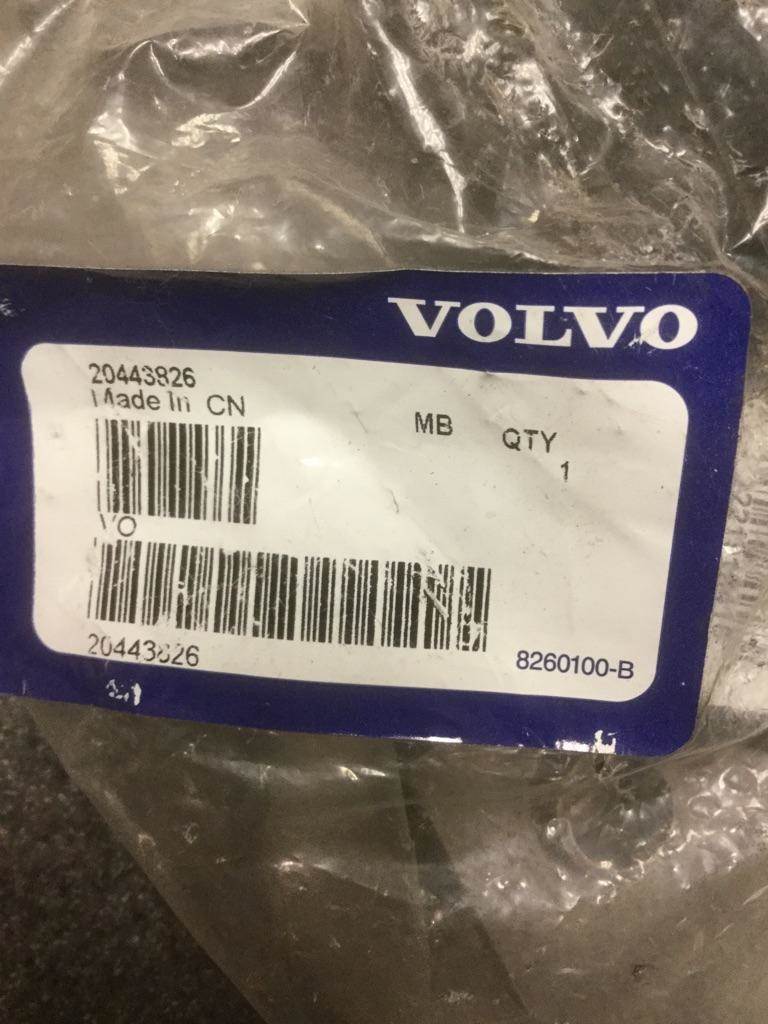 VOLVO
20443826
Made In CN
MB QTY
1
VO
20443826
8260100-B